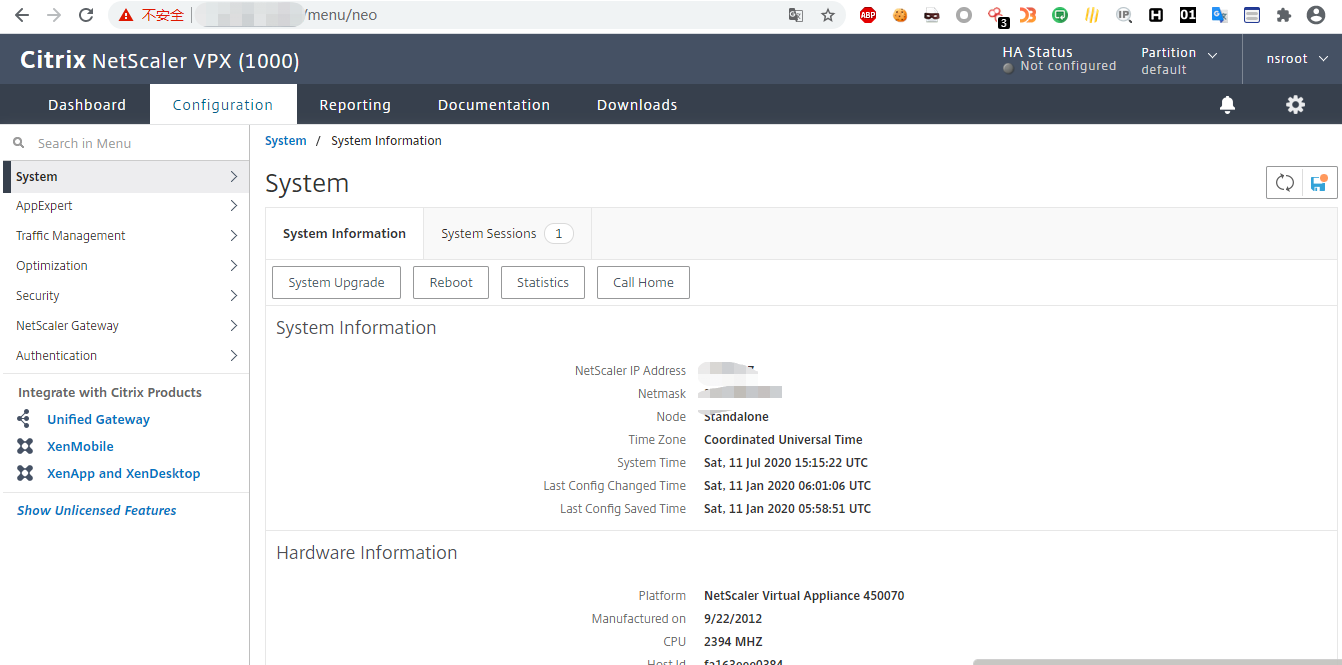 不安全 /menu/neo
ABP 3 IP H 01
Citrix NetScaler VPX (1000)
HA Status
Not configured
Partition
default
nsroot
Dashboard Configuration Reporting Documentation Downloads
Search in Menu
System
AppExpert
Traffic Management
Optimization
Security
NetScaler Gateway
Authentication
Integrate with Citrix Products
Unified Gateway
XenMobile
XenApp and XenDesktop
Show Unlicensed Features
System / System Information
System
System Information System Sessions 1
System Upgrade Reboot Statistics Call Home
System Information
NetScaler IP Address
Netmask
Node Standalone
Time Zone Coordinated Universal Time
System Time Sat, 11 Jul 2020 15:15:22 UTC
Last Config Changed Time Sat, 11 Jan 2020 06:01:06 UTC
Last Config Saved Time Sat, 11 Jan 2020 05:58:51 UTC
Hardware Information
Platform NetScaler Virtual Appliance 450070
Manufactured on 9/22/2012
CPU 2394 MHZ
Host Id fa163eee0384